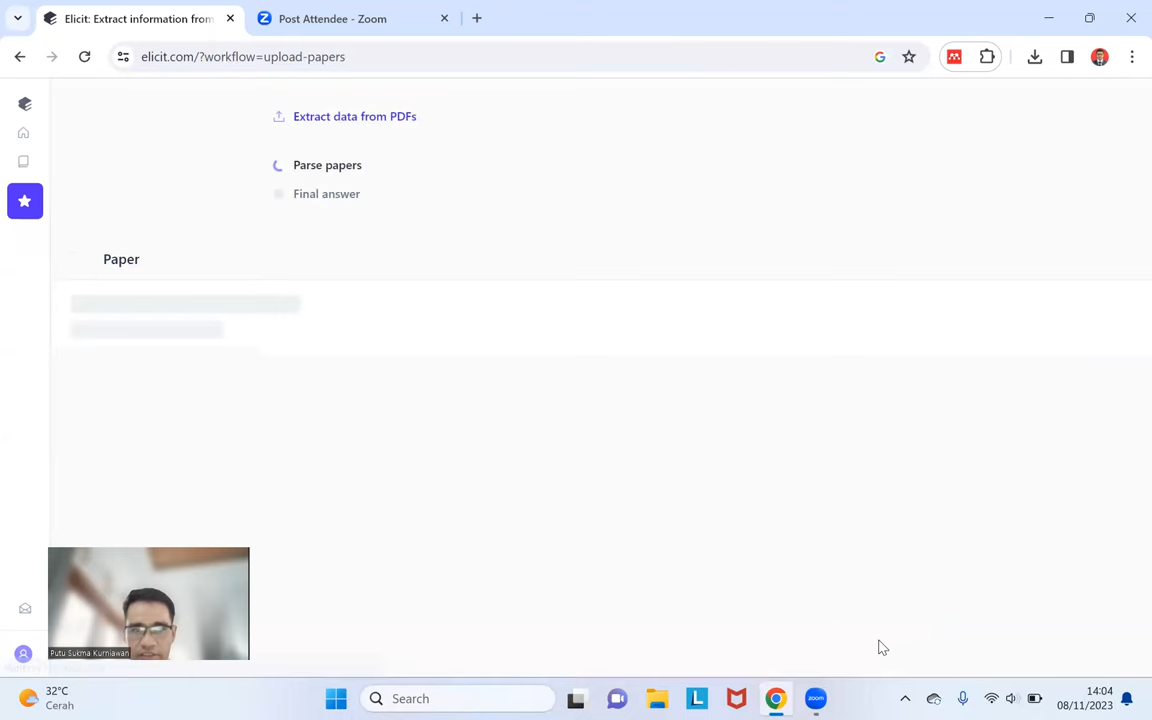 Elicit: Extract information from
Post Attendee - Zoom
elicit.com/?workflow=upload-papers
Extract data from PDFs
Parse papers
Final answer
Paper
Putu Sukma Kurniawan
32°C
Cerah
Search
zoom
14:04
08/11/2023